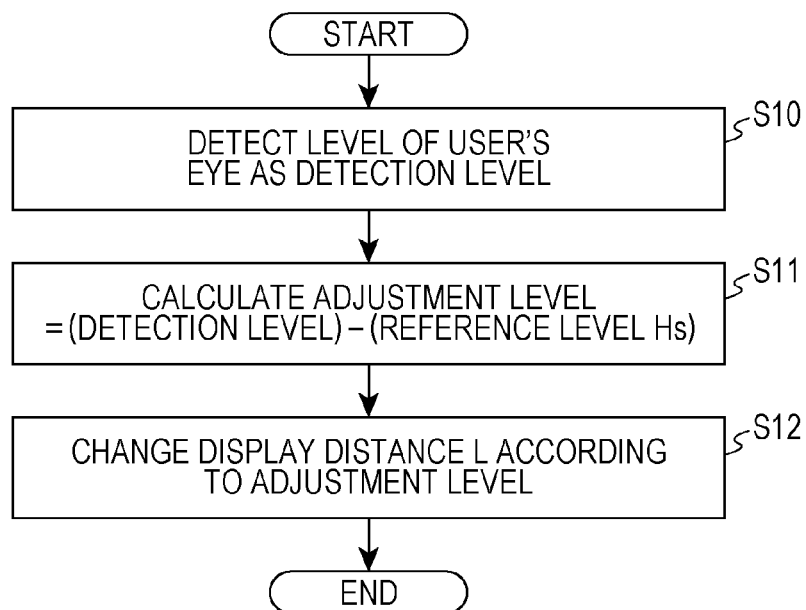 START
S10
DETECT LEVEL OF USER'S
EYE AS DETECTION LEVEL
S11
CALCULATE ADJUSTMENT LEVEL
=(DETECTION LEVEL)–(REFERENCE LEVEL Hs)
S12
CHANGE DISPLAY DISTANCE L ACCORDING
TO ADJUSTMENT LEVEL
END